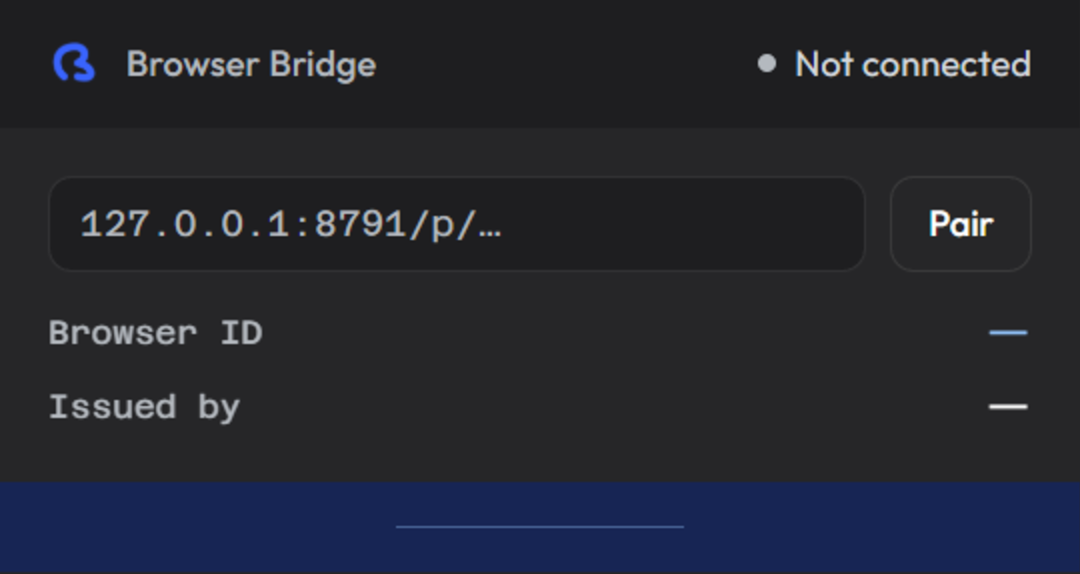 Browser Bridge
Not connected
127.0.0.1:8791/p/…
Pair
Browser ID —
Issued by —